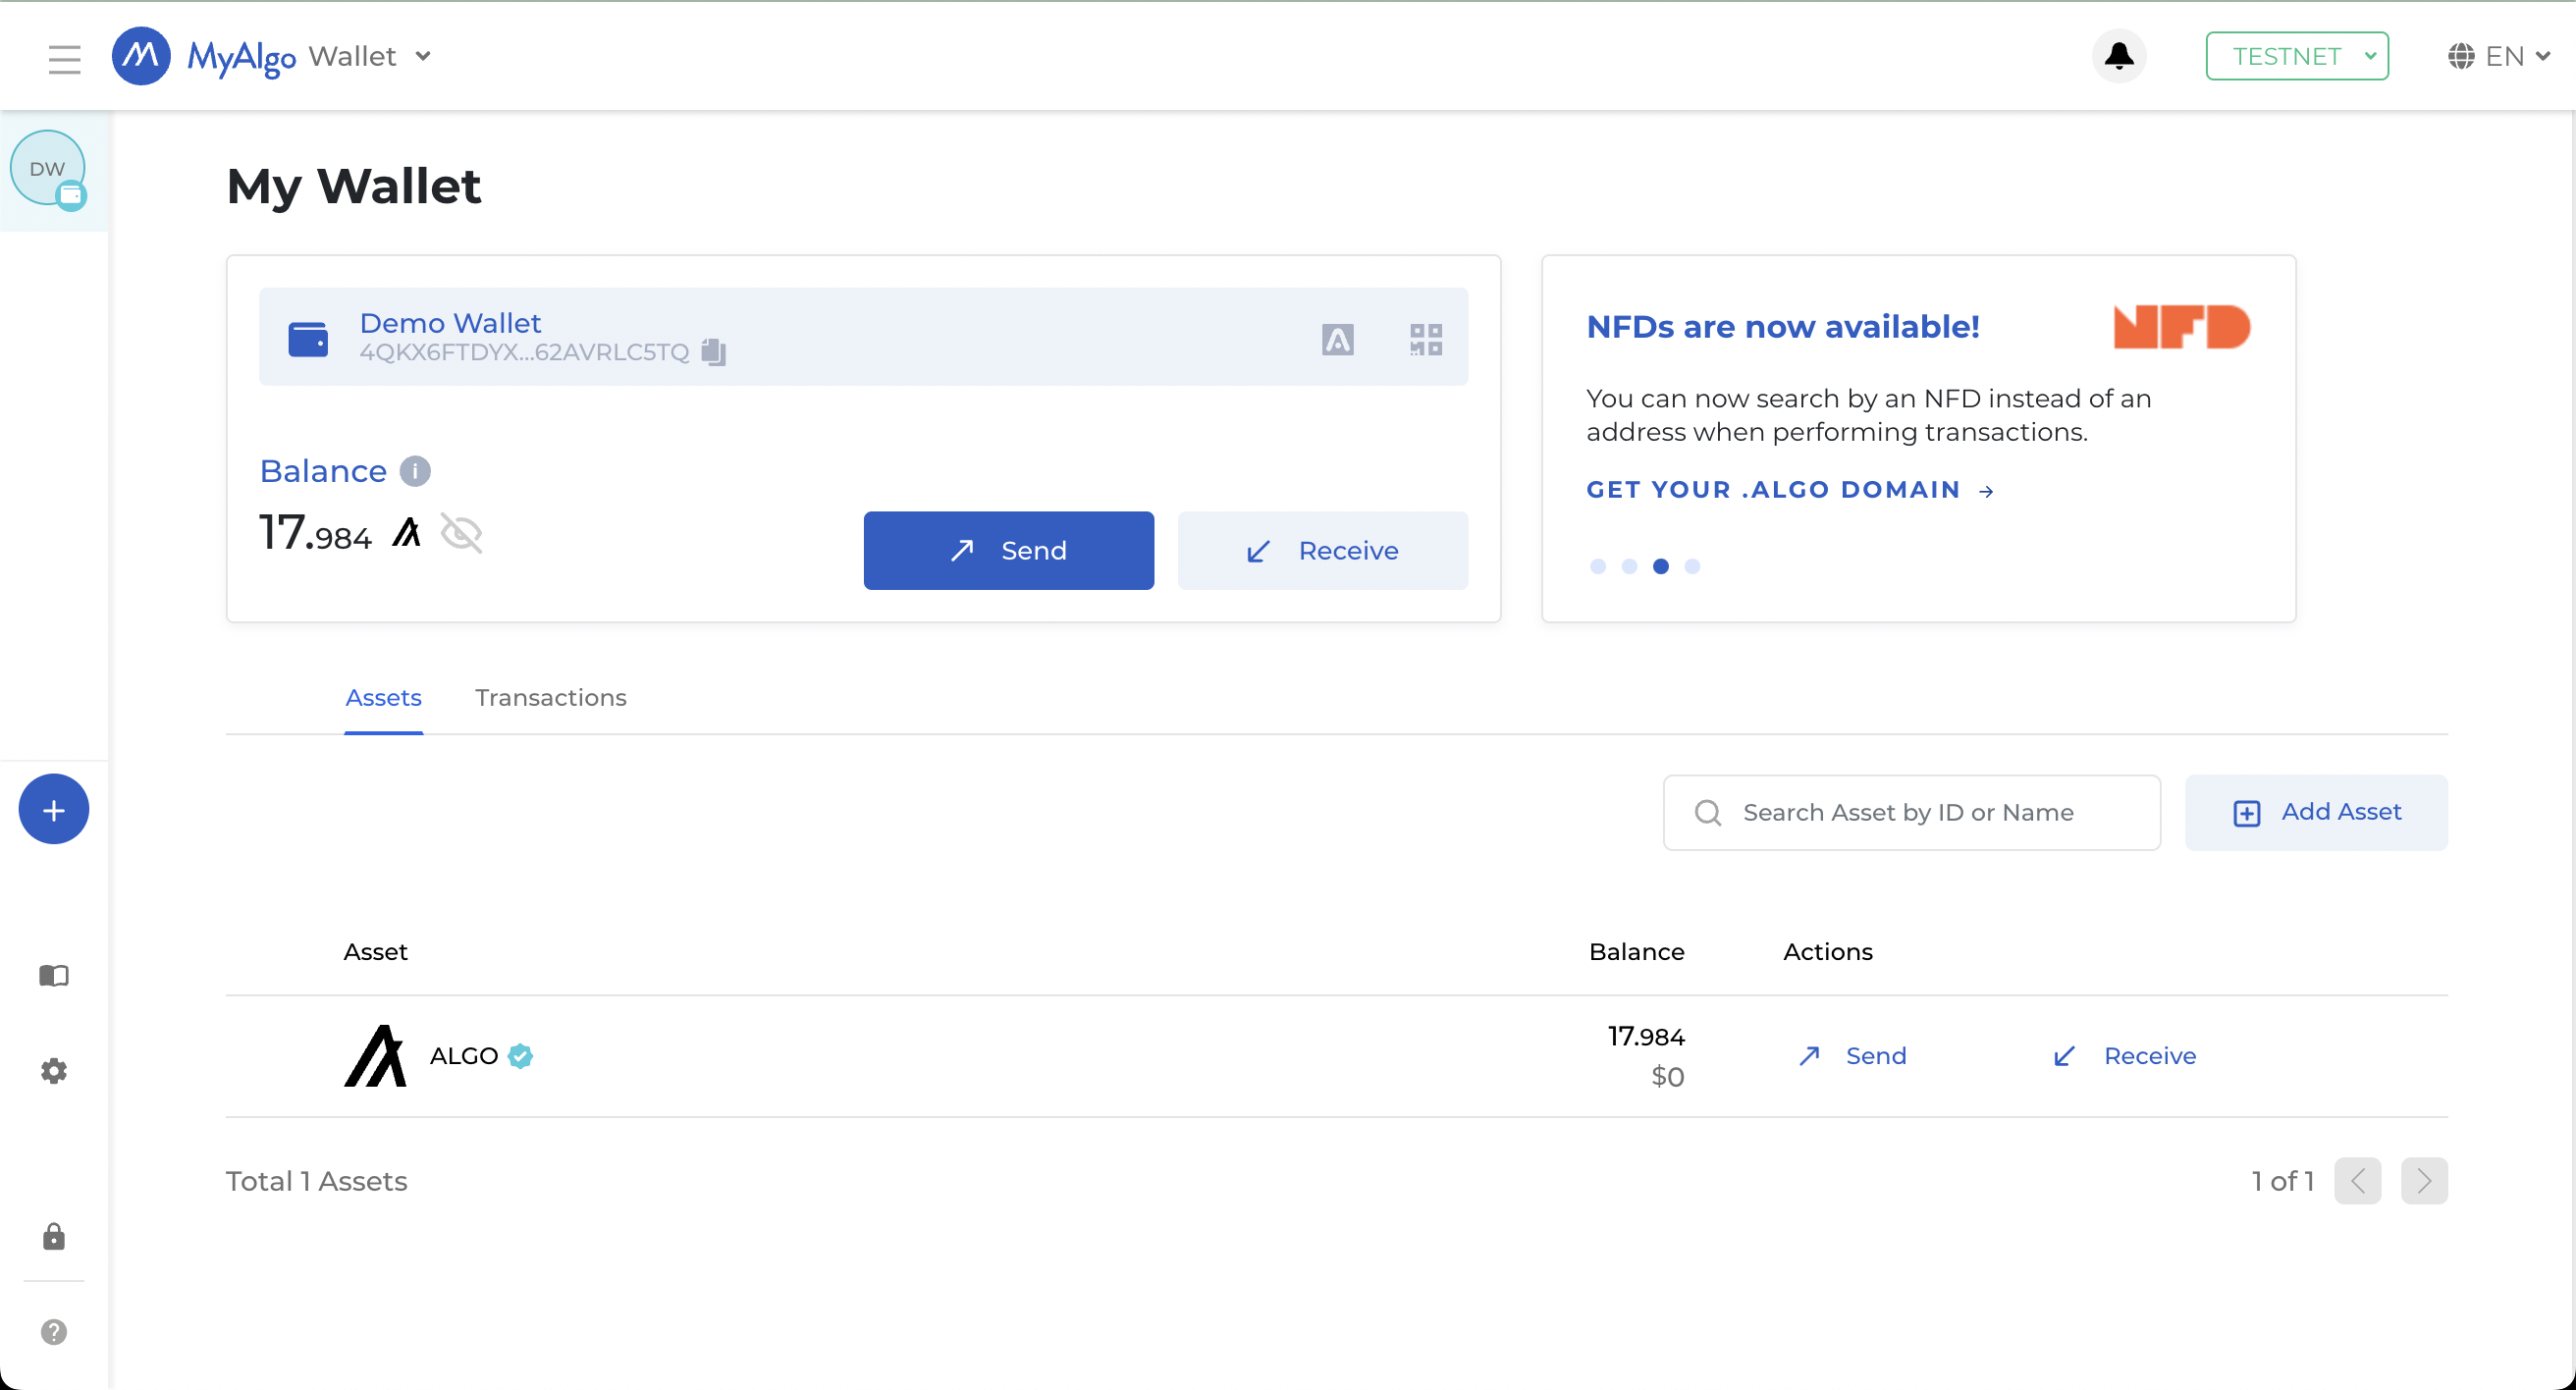 MyAlgo Wallet
TESTNET
EN
DW
My Wallet
Demo Wallet
4QKX6FTDYX...62AVRLC5TQ
Balance
17.984
Send
Receive
NFDs are now available!
NFD
You can now search by an NFD instead of an
address when performing transactions.
GET YOUR .ALGO DOMAIN →
Assets
Transactions
Search Asset by ID or Name
Add Asset
Asset
Balance
Actions
ALGO
17.984
$0
Send
Receive
Total 1 Assets
1 of 1